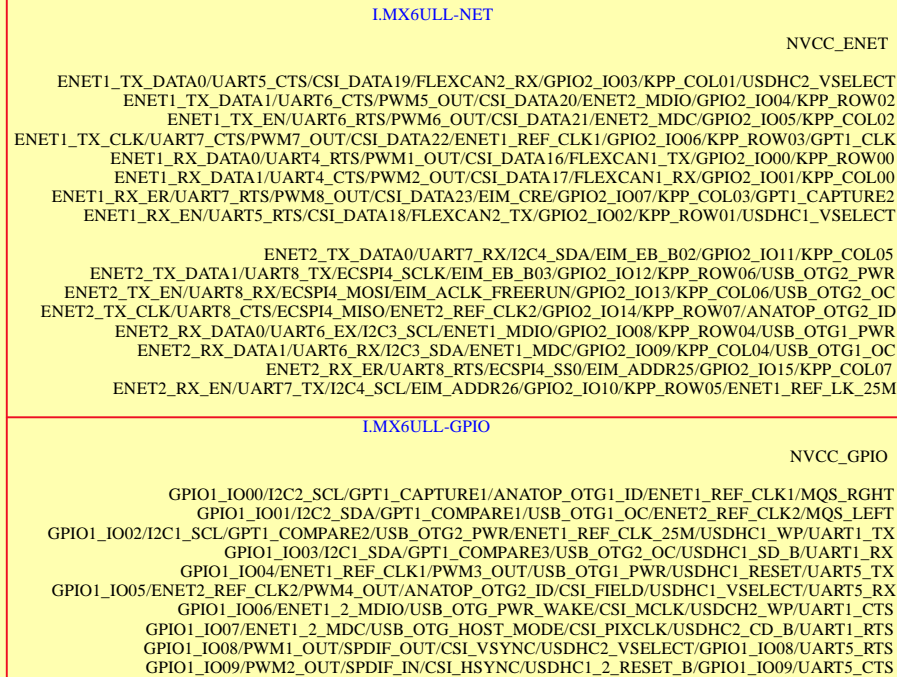 I.MX6ULL-NET
NVCC_ENET
ENET1_TX_DATA0/UART5_CTS/CSI_DATA19/FLEXCAN2_RX/GPIO2_IO03/KPP_COL01/USDHC2_VSELECT
ENET1_TX_DATA1/UART6_CTS/PWM5_OUT/CSI_DATA20/ENET2_MDIO/GPIO2_IO04/KPP_ROW02
ENET1_TX_EN/UART6_RTS/PWM6_OUT/CSI_DATA21/ENET2_MDC/GPIO2_IO05/KPP_COL02
ENET1_TX_CLK/UART7_CTS/PWM7_OUT/CSI_DATA22/ENET1_REF_CLK1/GPIO2_IO06/KPP_ROW03/GPT1_CLK
ENET1_RX_DATA0/UART4_RTS/PWM1_OUT/CSI_DATA16/FLEXCAN1_TX/GPIO2_IO00/KPP_ROW00
ENET1_RX_DATA1/UART4_CTS/PWM2_OUT/CSI_DATA17/FLEXCAN1_RX/GPIO2_IO01/KPP_COL00
ENET1_RX_ER/UART7_RTS/PWM8_OUT/CSI_DATA23/EIM_CRE/GPIO2_IO07/KPP_COL03/GPT1_CAPTURE2
ENET1_RX_EN/UART5_RTS/CSI_DATA18/FLEXCAN2_TX/GPIO2_IO02/KPP_ROW01/USDHC1_VSELECT
ENET2_TX_DATA0/UART7_RX/I2C4_SDA/EIM_EB_B02/GPIO2_IO11/KPP_COL05
ENET2_TX_DATA1/UART8_TX/ECSPI4_SCLK/EIM_EB_B03/GPIO2_IO12/KPP_ROW06/USB_OTG2_PWR
ENET2_TX_EN/UART8_RX/ECSPI4_MOSI/EIM_ACLK_FREERUN/GPIO2_IO13/KPP_COL06/USB_OTG2_OC
ENET2_TX_CLK/UART8_CTS/ECSPI4_MISO/ENET2_REF_CLK2/GPIO2_IO14/KPP_ROW07/ANATOP_OTG2_ID
ENET2_RX_DATA0/UART6_EX/I2C3_SCL/ENET1_MDIO/GPIO2_IO08/KPP_ROW04/USB_OTG1_PWR
ENET2_RX_DATA1/UART6_RX/I2C3_SDA/ENET1_MDC/GPIO2_IO09/KPP_COL04/USB_OTG1_OC
ENET2_RX_ER/UART8_RTS/ECSPI4_SS0/EIM_ADDR25/GPIO2_IO15/KPP_COL07
ENET2_RX_EN/UART7_TX/I2C4_SCL/EIM_ADDR26/GPIO2_IO10/KPP_ROW05/ENET1_REF_LK_25M
I.MX6ULL-GPIO
NVCC_GPIO
GPIO1_IO00/I2C2_SCL/GPT1_CAPTURE1/ANATOP_OTG1_ID/ENET1_REF_CLK1/MQS_RGHT
GPIO1_IO01/I2C2_SDA/GPT1_COMPARE1/USB_OTG1_OC/ENET2_REF_CLK2/MQS_LEFT
GPIO1_IO02/I2C1_SCL/GPT1_COMPARE2/USB_OTG2_PWR/ENET1_REF_CLK_25M/USDHC1_WP/UART1_TX
GPIO1_IO03/I2C1_SDA/GPT1_COMPARE3/USB_OTG2_OC/USDHC1_SD_B/UART1_RX
GPIO1_IO04/ENET1_REF_CLK1/PWM3_OUT/USB_OTG1_PWR/USDHC1_RESET/UART5_TX
GPIO1_IO05/ENET2_REF_CLK2/PWM4_OUT/ANATOP_OTG2_ID/CSI_FIELD/USDHC1_VSELECT/UART5_RX
GPIO1_IO06/ENET1_2_MDIO/USB_OTG_PWR_WAKE/CSI_MCLK/USDCH2_WP/UART1_CTS
GPIO1_IO07/ENET1_2_MDC/USB_OTG_HOST_MODE/CSI_PIXCLK/USDHC2_CD_B/UART1_RTS
GPIO1_IO08/PWM1_OUT/SPDIF_OUT/CSI_VSYNC/USDHC2_VSELECT/GPIO1_IO08/UART5_RTS
GPIO1_IO09/PWM2_OUT/SPDIF_IN/CSI_HSYNC/USDHC1_2_RESET_B/GPIO1_IO09/UART5_CTS